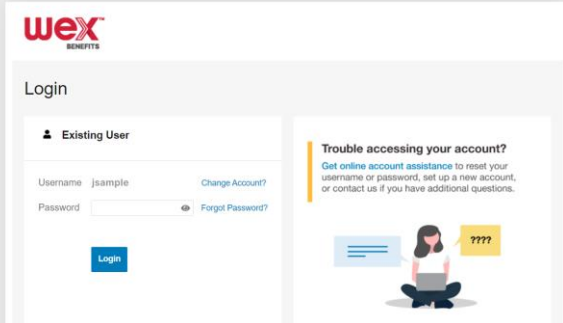 wex
BENEFITS
Login
Existing User
Username jsample Change Account?
Password Forgot Password?
Login
Trouble accessing your account?
Get online account assistance to reset your
username or password, set up a new account,
or contact us if you have additional questions.
????